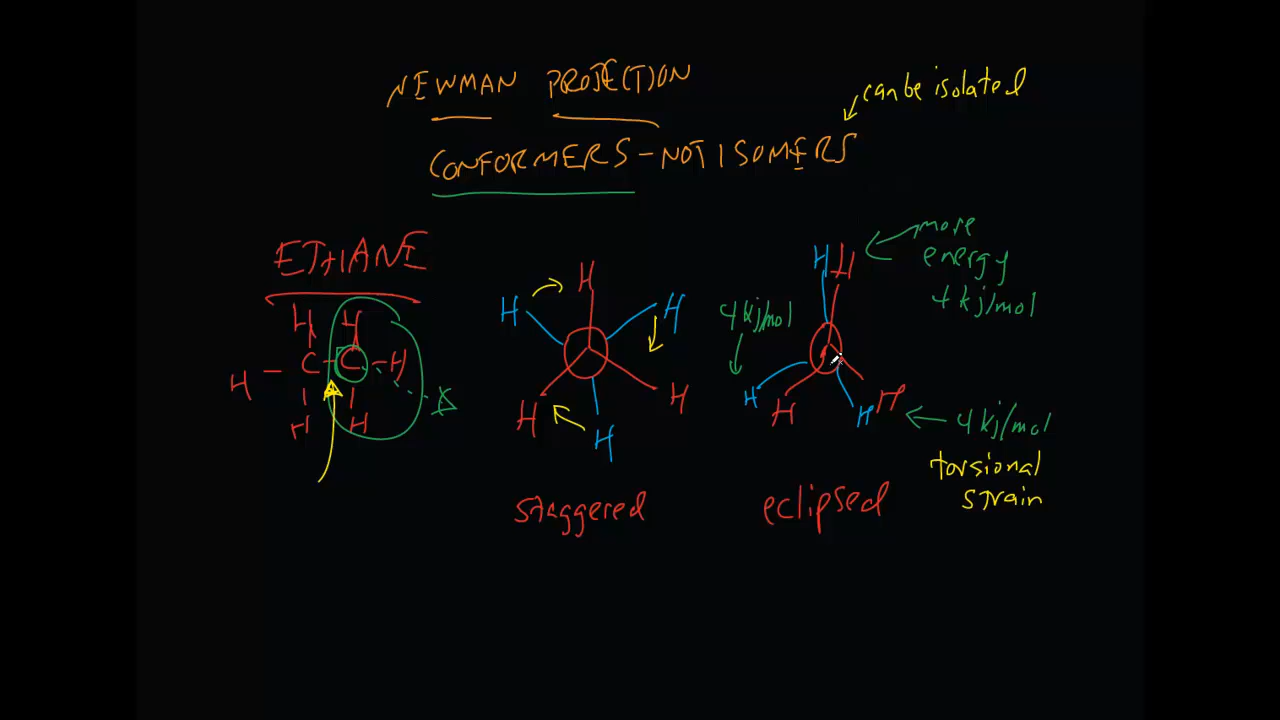 NEWMAN PROJECTION
can be isolated
CONFORMERS - NOT ISOMERS
ETHANE
H H
H - C - C - H
H H
H
H H
H H
H
staggered
H H
4 kj/mol
H H
H H
eclipsed
more
energy
4 kj/mol
4 kj/mol
torsional
strain